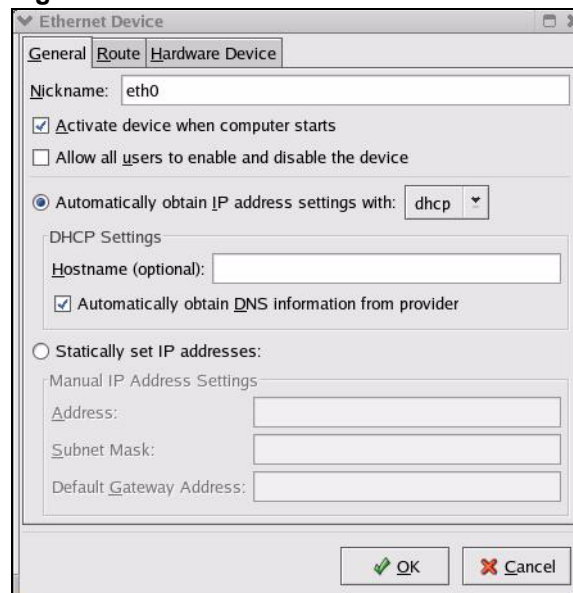 Ethernet Device
General Route Hardware Device
Nickname: eth0
Activate device when computer starts
Allow all users to enable and disable the device
Automatically obtain IP address settings with: dhcp
DHCP Settings
Hostname (optional):
Automatically obtain DNS information from provider
Statically set IP addresses:
Manual IP Address Settings
Address:
Subnet Mask:
Default Gateway Address:
OK Cancel